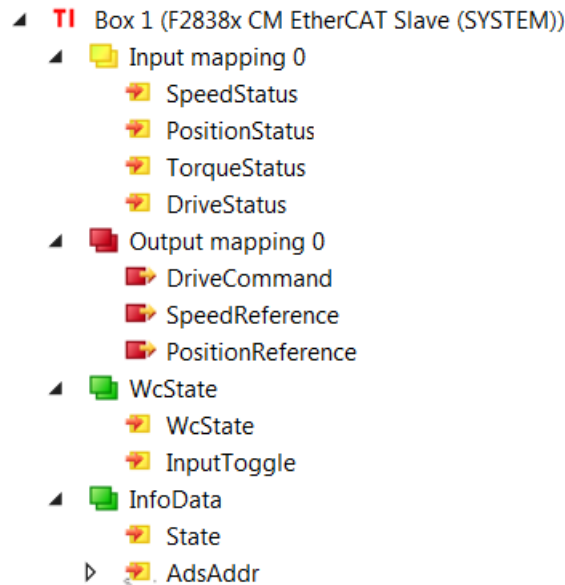 TI Box 1 (F2838x CM EtherCAT Slave (SYSTEM))
Input mapping 0
SpeedStatus
PositionStatus
TorqueStatus
DriveStatus
Output mapping 0
DriveCommand
SpeedReference
PositionReference
WcState
WcState
InputToggle
InfoData
State
AdsAddr